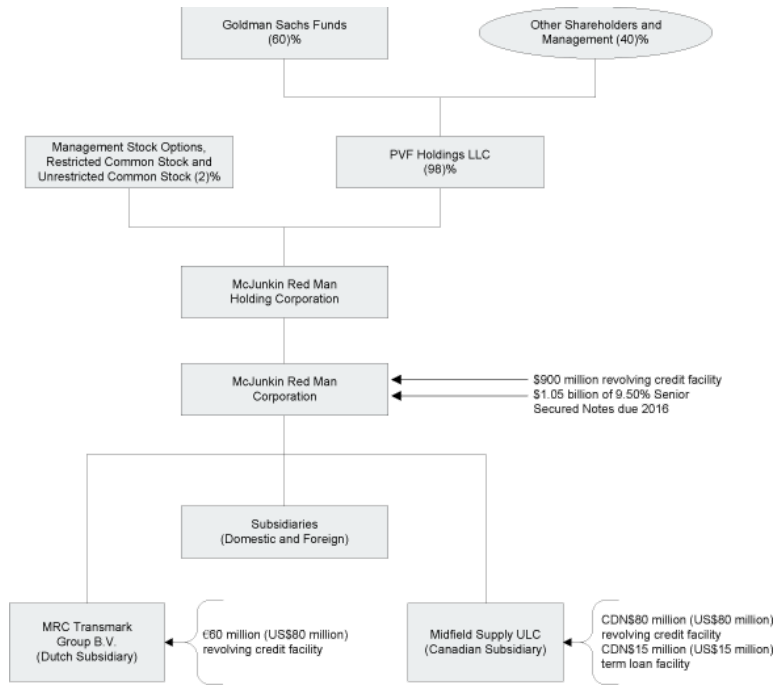 Goldman Sachs Funds
(60)%
Other Shareholders and
Management (40)%
Management Stock Options,
Restricted Common Stock and
Unrestricted Common Stock (2)%
PVF Holdings LLC
(98)%
McJunkin Red Man
Holding Corporation
McJunkin Red Man
Corporation
$900 million revolving credit facility
$1.05 billion of 9.50% Senior
Secured Notes due 2016
Subsidiaries
(Domestic and Foreign)
MRC Transmark
Group B.V.
(Dutch Subsidiary)
€60 million (US$80 million)
revolving credit facility
Midfield Supply ULC
(Canadian Subsidiary)
CDN$80 million (US$80 million)
revolving credit facility
CDN$15 million (US$15 million)
term loan facility